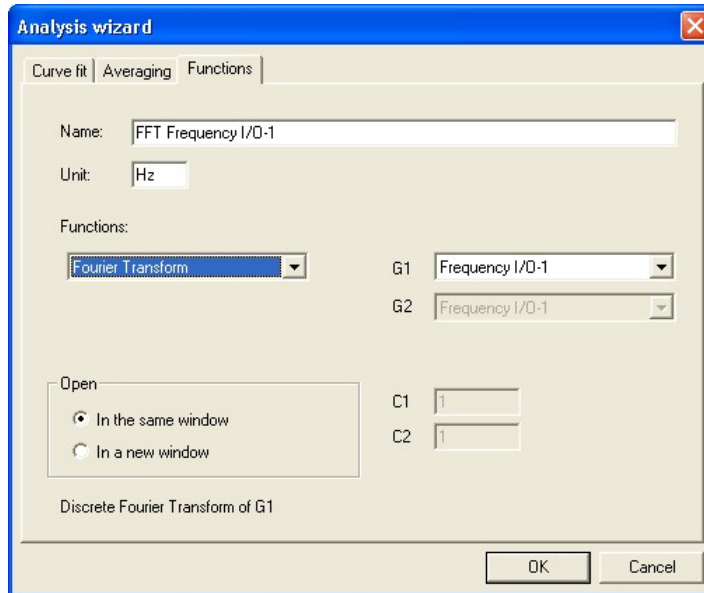 Analysis wizard
Curve fit Averaging Functions
Name: FFT Frequency I/O-1
Unit: Hz
Functions:
Fourier Transform G1 Frequency I/O-1
G2 Frequency I/O-1
Open
In the same window C1 1
In a new window C2 1
Discrete Fourier Transform of G1
OK Cancel